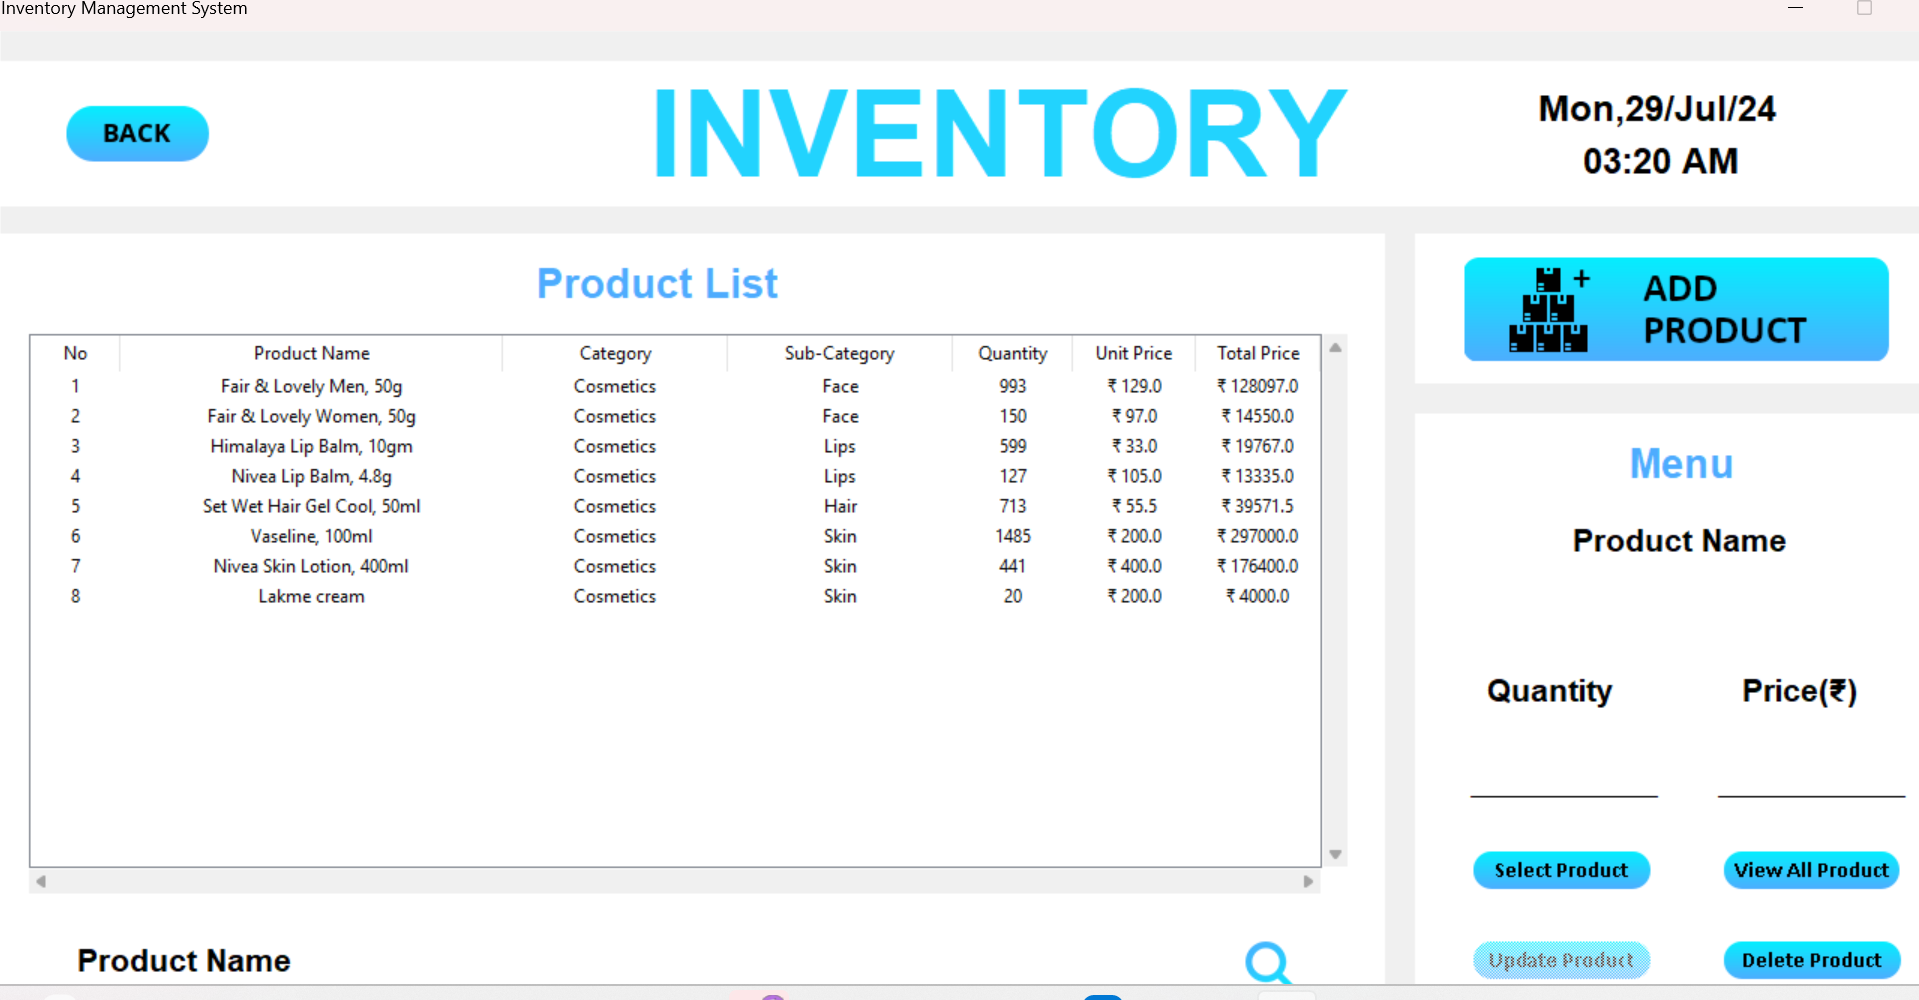 Inventory Management System
BACK
INVENTORY
Mon,29/Jul/24
03:20 AM
Product List
No Product Name Category Sub-Category Quantity Unit Price Total Price
1 Fair & Lovely Men, 50g Cosmetics Face 993 ₹ 129.0 ₹ 128097.0
2 Fair & Lovely Women, 50g Cosmetics Face 150 ₹ 97.0 ₹ 14550.0
3 Himalaya Lip Balm, 10gm Cosmetics Lips 599 ₹ 33.0 ₹ 19767.0
4 Nivea Lip Balm, 4.8g Cosmetics Lips 127 ₹ 105.0 ₹ 13335.0
5 Set Wet Hair Gel Cool, 50ml Cosmetics Hair 713 ₹ 55.5 ₹ 39571.5
6 Vaseline, 100ml Cosmetics Skin 1485 ₹ 200.0 ₹ 297000.0
7 Nivea Skin Lotion, 400ml Cosmetics Skin 441 ₹ 400.0 ₹ 176400.0
8 Lakme cream Cosmetics Skin 20 ₹ 200.0 ₹ 4000.0
Product Name
ADD
PRODUCT
Menu
Product Name
Quantity Price(₹)
Select Product View All Product
Update Product Delete Product